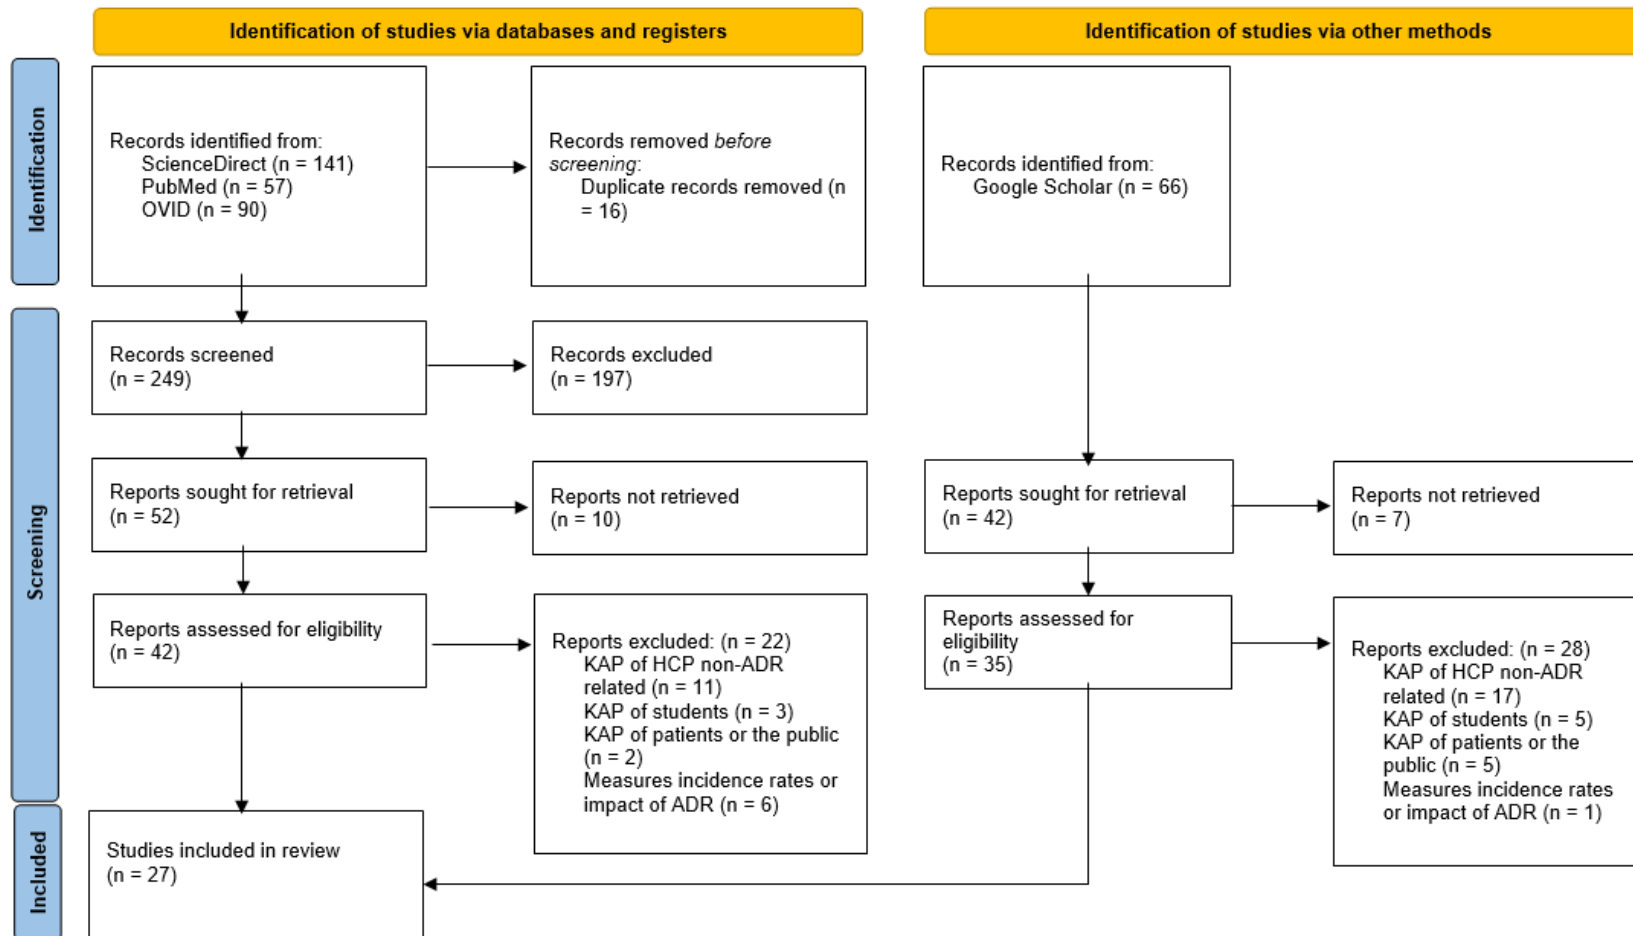 Identification of studies via databases and registers
Identification of studies via other methods
Identification
Records identified from:
ScienceDirect (n = 141)
PubMed (n = 57)
OVID (n = 90)
Records removed before
screening:
Duplicate records removed (n
= 16)
Records identified from:
Google Scholar (n = 66)
Screening
Records screened
(n = 249)
Records excluded
(n = 197)
Reports sought for retrieval
(n = 52)
Reports not retrieved
(n = 10)
Reports sought for retrieval
(n = 42)
Reports not retrieved
(n = 7)
Reports assessed for eligibility
(n = 42)
Reports excluded: (n = 22)
KAP of HCP non-ADR
related (n = 11)
KAP of students (n = 3)
KAP of patients or the public
(n = 2)
Measures incidence rates or
impact of ADR (n = 6)
Reports assessed for
eligibility
(n = 35)
Reports excluded: (n = 28)
KAP of HCP non-ADR
related (n = 17)
KAP of students (n = 5)
KAP of patients or the
public (n = 5)
Measures incidence rates
or impact of ADR (n = 1)
Included
Studies included in review
(n = 27)